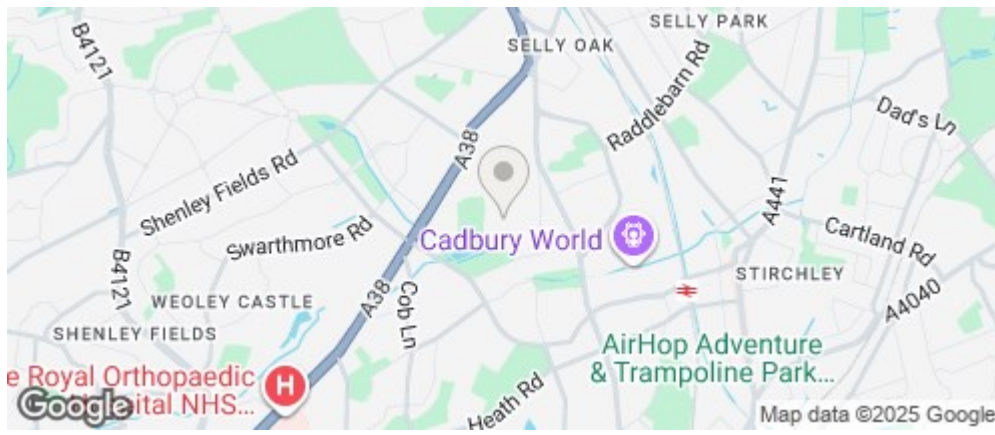 SELLY PARK
B4121
SELLY OAK
Raddlebarn Rd
Dad's Ln
A38
Shenley Fields Rd
A441
Swarthmore Rd
Cadbury World
Cartland Rd
B4121
STIRCHLEY
WEOLEY CASTLE
A38
Cob Ln
A4040
SHENLEY FIELDS
AirHop Adventure
& Trampoline Park...
e Royal Orthopaedic
H
pital NHS...
Heath Rd
Google
Map data ©2025 Google